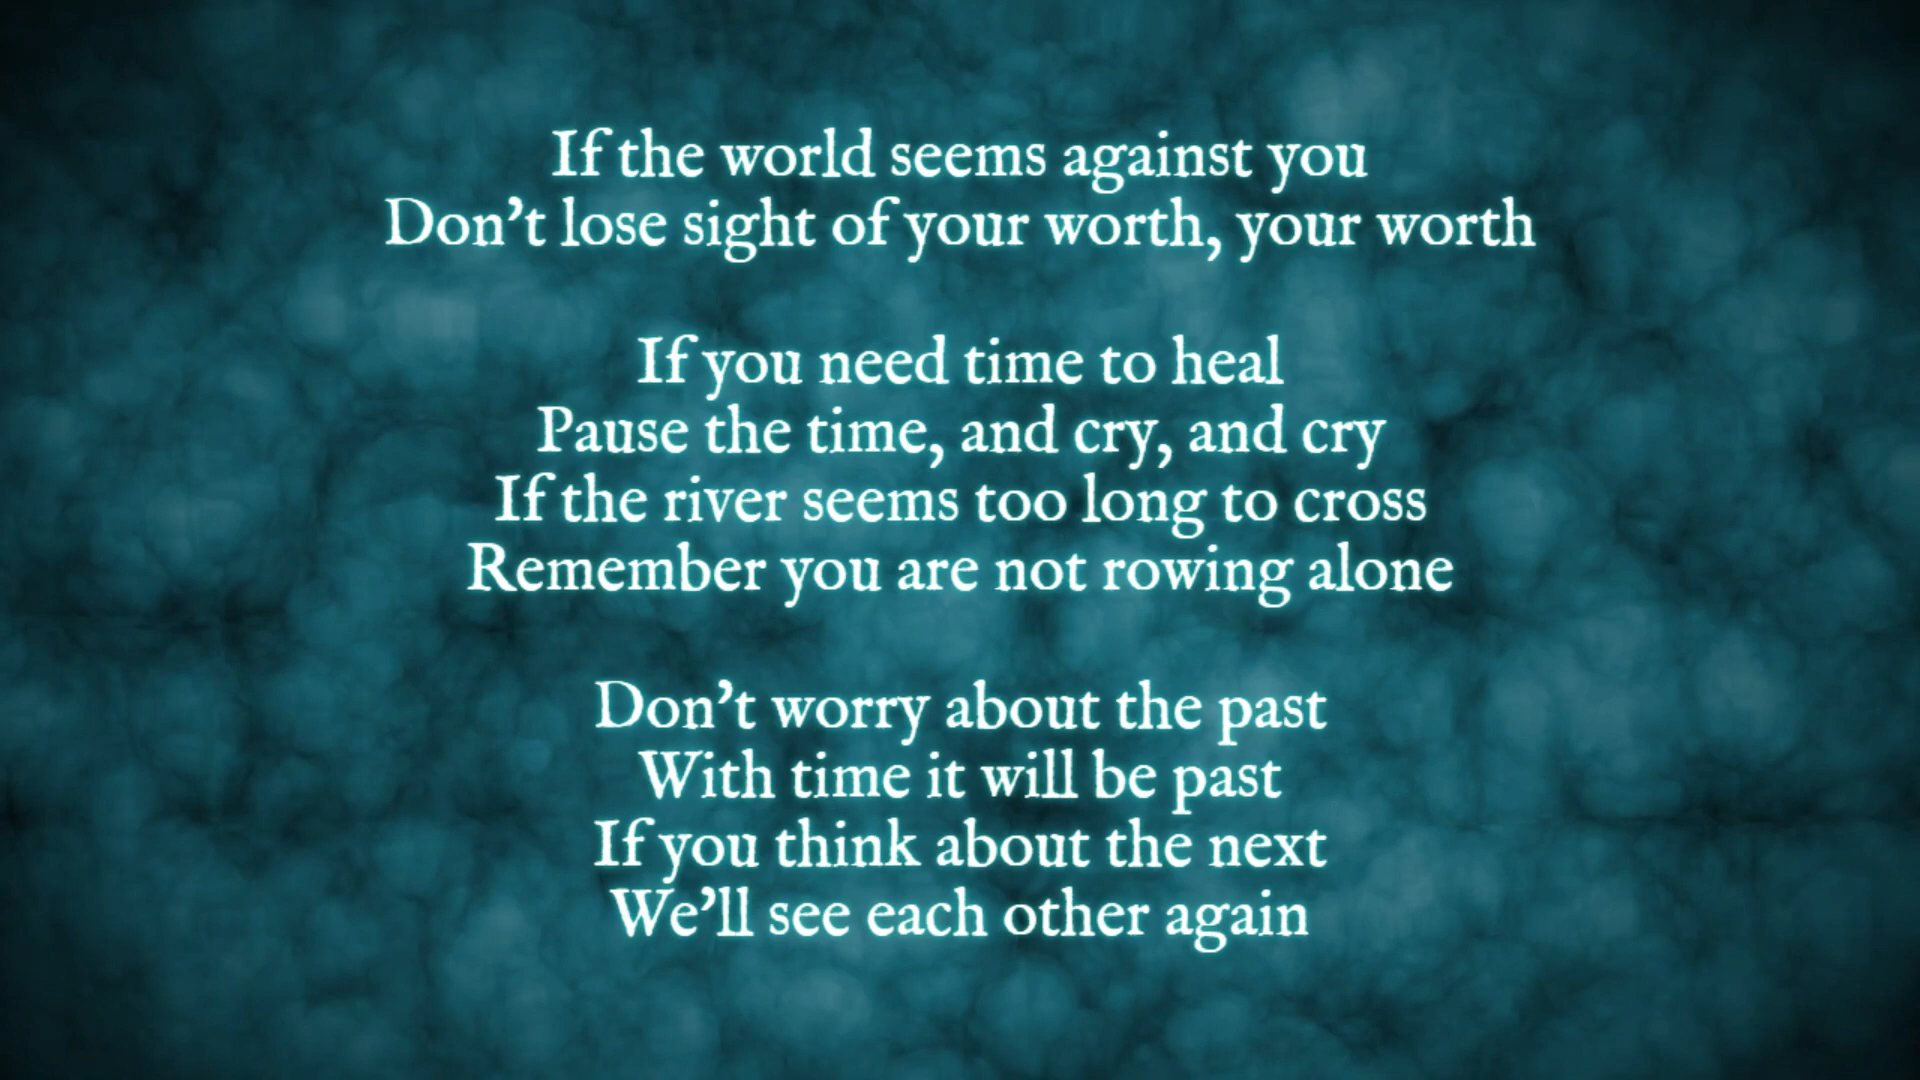 If the world seems against you
Don’t lose sight of your worth, your worth
If you need time to heal
Pause the time, and cry, and cry
If the river seems too long to cross
Remember you are not rowing alone
Don’t worry about the past
With time it will be past
If you think about the next
We’ll see each other again